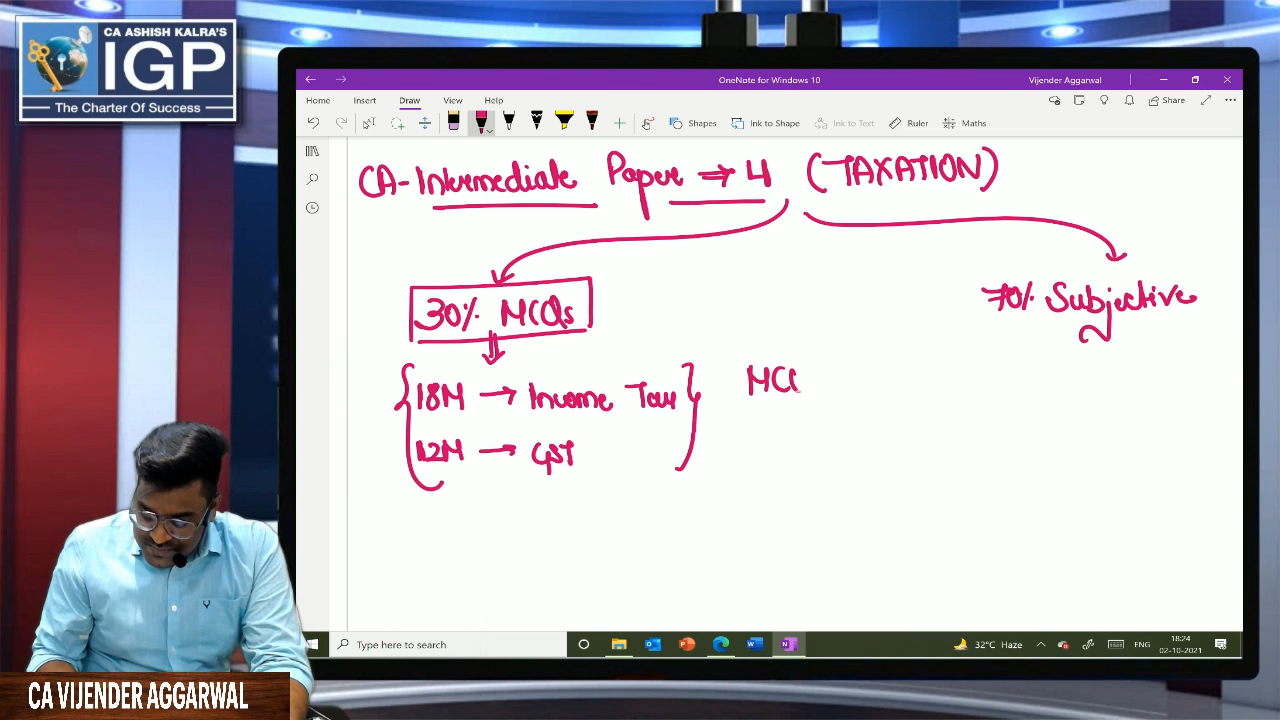 CA ASHISH KALRA'S
IGP
The Charter Of Success
OneNote for Windows 10
Vijender Aggarwal
Home Insert Draw View Help
Share
Shapes Ink to Shape Ink to Text Ruler Maths
CA-Intermediate Paper → 4 (TAXATION)
30% MCQs
70% Subjective
18M → Income Tax
12M → GST
MC
Type here to search
32°C Haze
ENG
18:24
02-10-2021
CA VIJENDER AGGARWAL